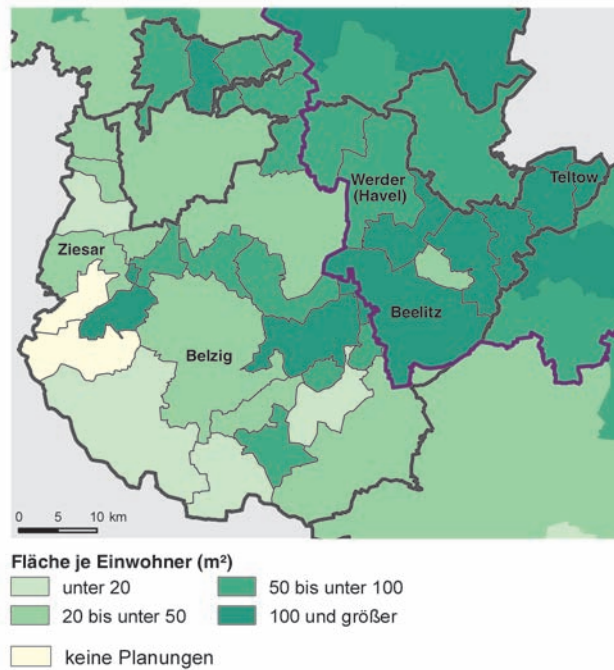 Teltow
Werder
(Havel)
Ziesar
Beelitz
Belzig
0 5 10 km
Fläche je Einwohner (m²)
unter 20
50 bis unter 100
20 bis unter 50
100 und größer
keine Planungen